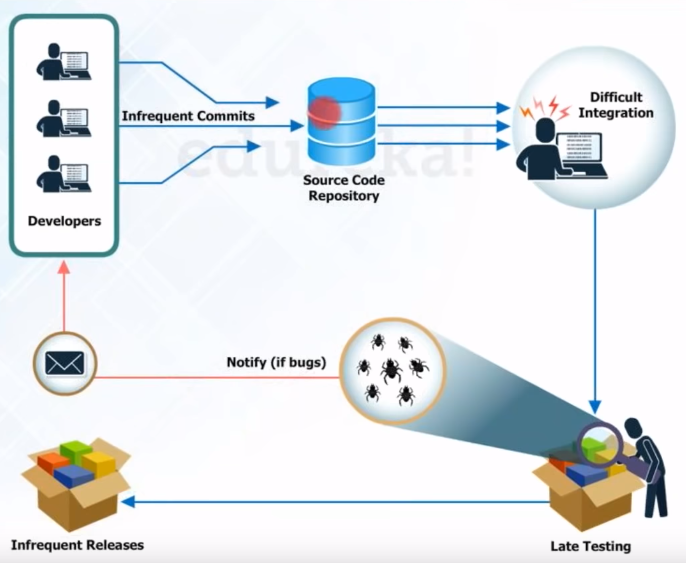 Infrequent Commits
Difficult
Integration
Source Code
Repository
Developers
Notify (if bugs)
Infrequent Releases
Late Testing